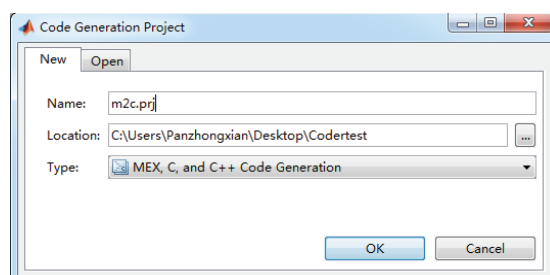 Code Generation Project
New Open
Name: m2c.prj
Location: C:\Users\Panzhongxian\Desktop\Codertest ...
Type: MEX, C, and C++ Code Generation
OK Cancel